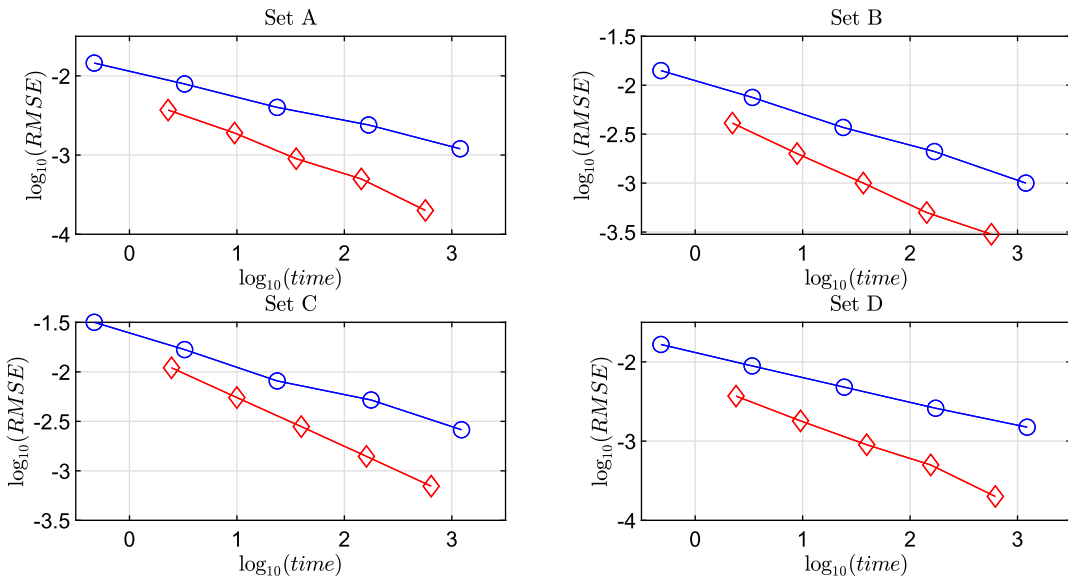 Set A
-2
-3
-4
0 1 2 3
log10(RMSE)
log10(time)
Set B
-1.5
-2
-2.5
-3
-3.5
0 1 2 3
log10(RMSE)
log10(time)
Set C
-1.5
-2
-2.5
-3
-3.5
0 1 2 3
log10(RMSE)
log10(time)
Set D
-2
-3
-4
0 1 2 3
log10(RMSE)
log10(time)